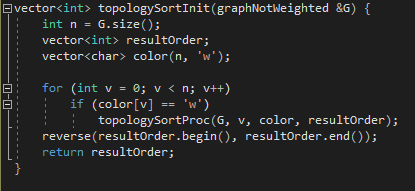 vector<int> topologySortInit(graphNotWeighted &G) {
int n = G.size();
vector<int> resultOrder;
vector<char> color(n, 'w');
for (int v = 0; v < n; v++)
if (color[v] == 'w')
topologySortProc(G, v, color, resultOrder);
reverse(resultOrder.begin(), resultOrder.end());
return resultOrder;
}